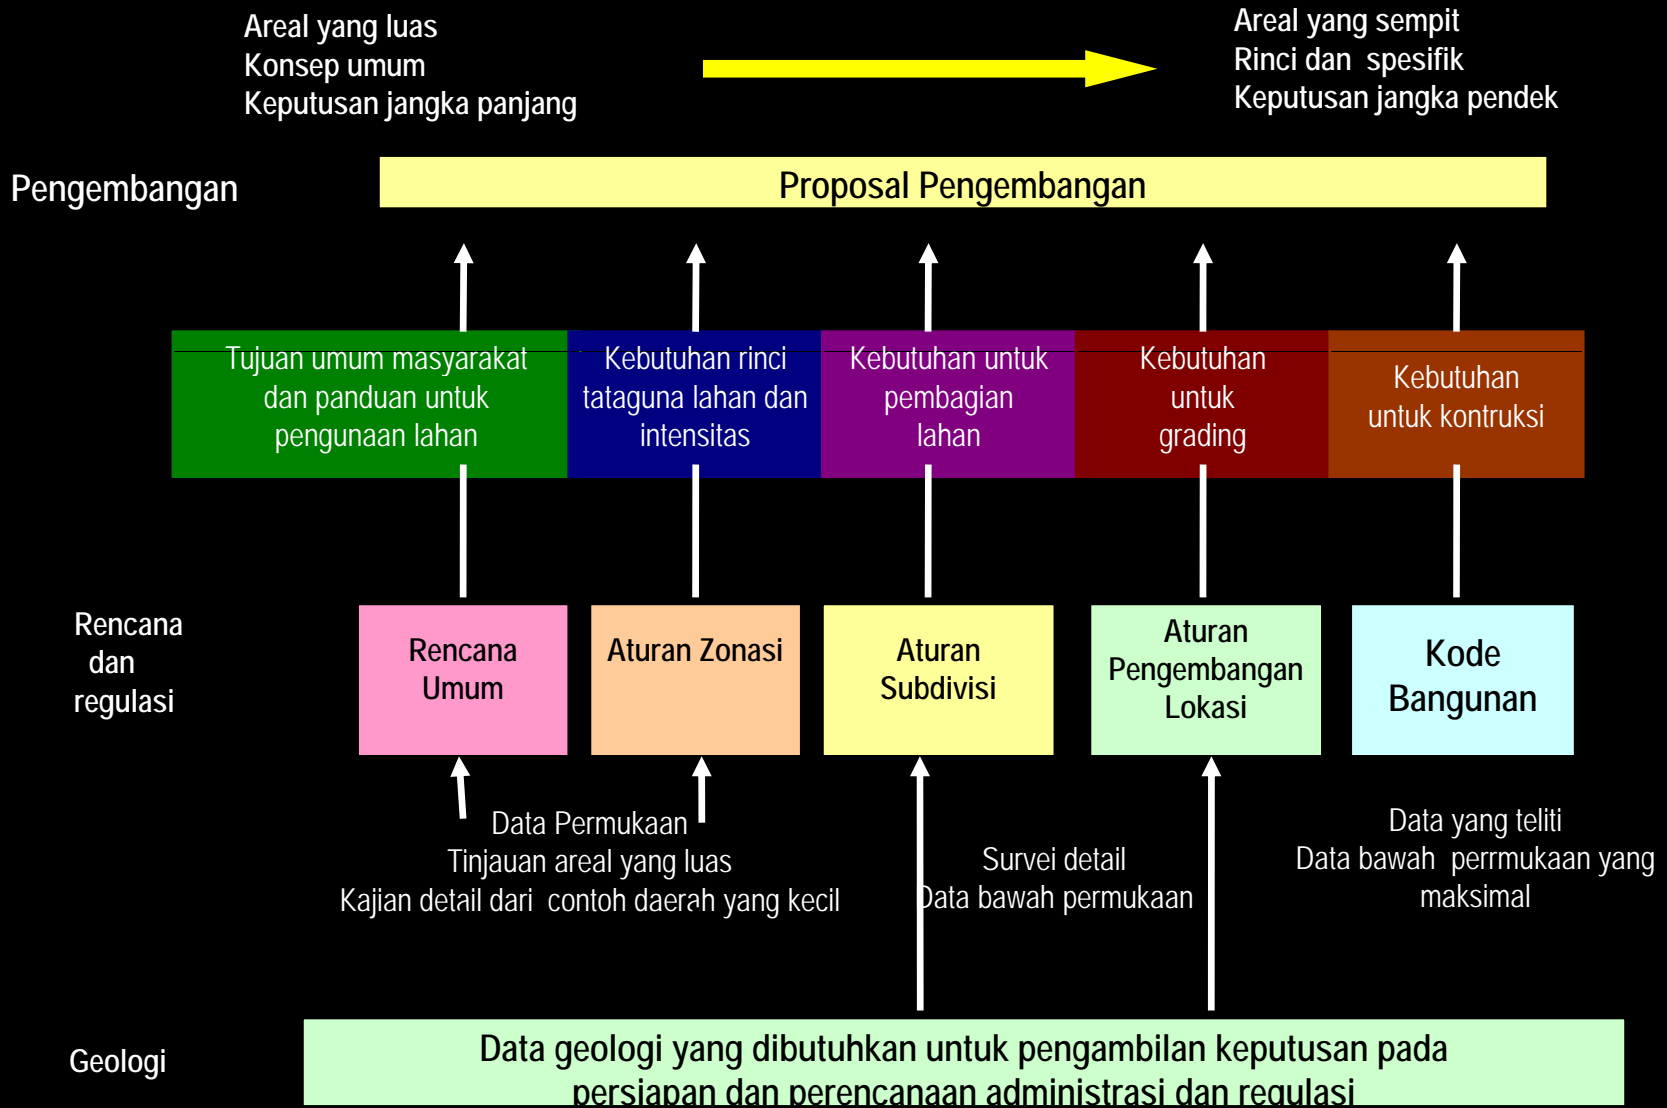 Areal yang luas
Konsep umum
Keputusan jangka panjang
Areal yang sempit
Rinci dan spesifik
Keputusan jangka pendek
Pengembangan
Proposal Pengembangan
Tujuan umum masyarakat
dan panduan untuk
pengunaan lahan
Kebutuhan rinci
tataguna lahan dan
intensitas
Kebutuhan untuk
pembagian
lahan
Kebutuhan
untuk
grading
Kebutuhan
untuk kontruksi
Rencana
dan
regulasi
Rencana
Umum
Aturan Zonasi
Aturan
Subdivisi
Aturan
Pengembangan
Lokasi
Kode
Bangunan
Data Permukaan
Tinjauan areal yang luas
Kajian detail dari contoh daerah yang kecil
Survei detail
Data bawah permukaan
Data yang teliti
Data bawah perrmukaan yang
maksimal
Geologi
Data geologi yang dibutuhkan untuk pengambilan keputusan pada
persiapan dan perencanaan administrasi dan regulasi